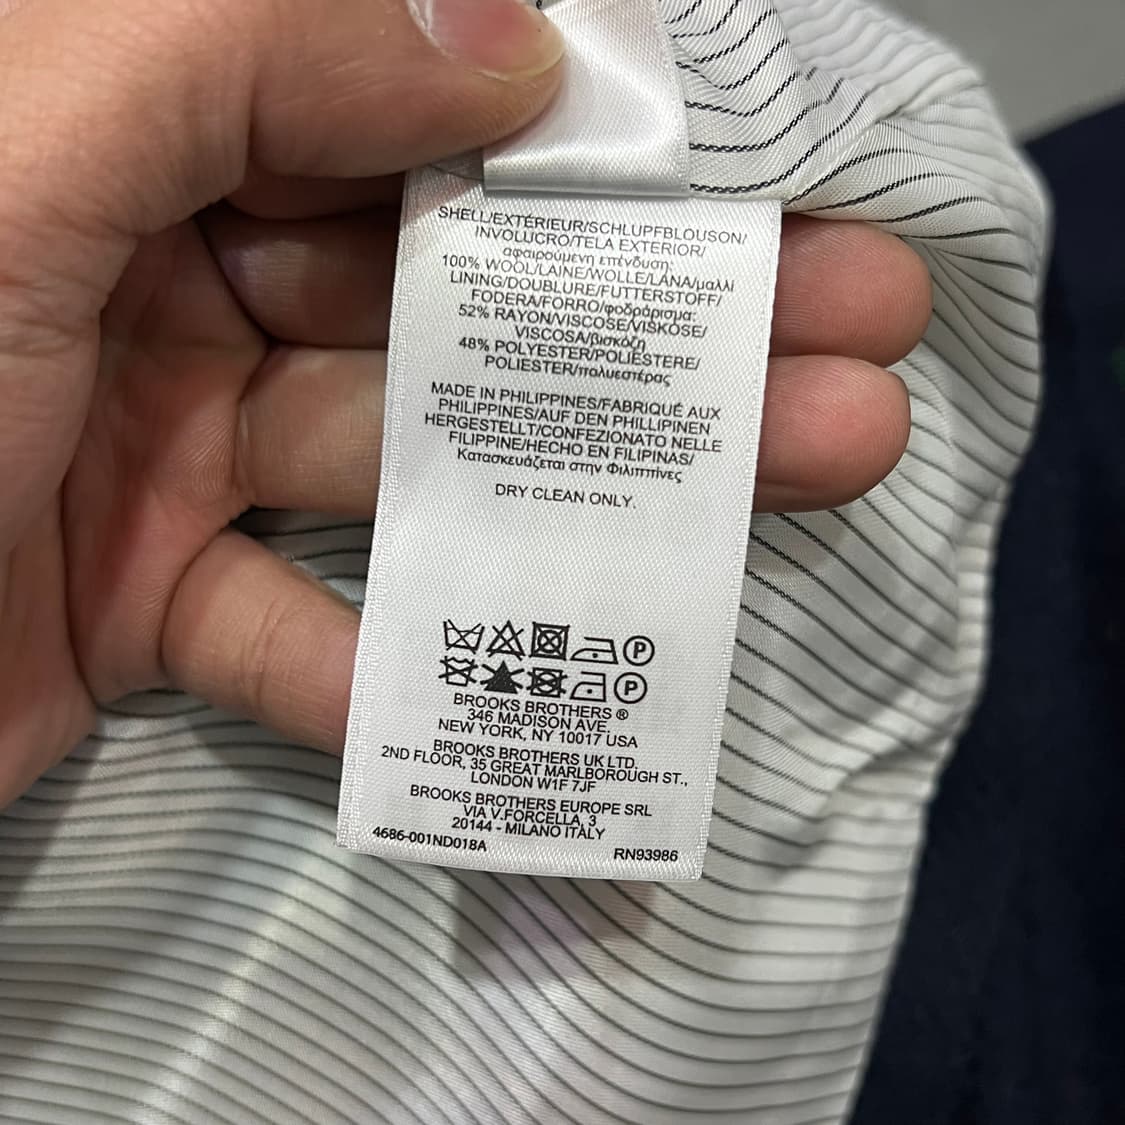 SHELL/EXTÉRIEUR/SCHLUPFBLOUSON/
INVOLUCRO/TELA EXTERIOR/
αφαιρούμενη επένδυση:
100% WOOL/LAINE/WOLLE/LANA/μαλλί
LINING/DOUBLURE/FUTTERSTOFF/
FODERA/FORRO/φοδράρισμα:
52% RAYON/VISCOSE/VISKOSE/
VISCOSA/βισκόζη
48% POLYESTER/POLIESTERE/
POLIESTER/πολυεστέρας
MADE IN PHILIPPINES/FABRIQUÉ AUX
PHILIPPINES/AUF DEN PHILLIPINEN
HERGESTELLT/CONFEZIONATO NELLE
FILIPPINE/HECHO EN FILIPINAS/
Κατασκευάζεται στην Φιλιππίνες
DRY CLEAN ONLY.
P
P
BROOKS BROTHERS ®
346 MADISON AVE.
NEW YORK, NY 10017 USA
BROOKS BROTHERS UK LTD.
2ND FLOOR, 35 GREAT MARLBOROUGH ST.,
LONDON W1F 7JF
BROOKS BROTHERS EUROPE SRL
VIA V.FORCELLA, 3
20144 - MILANO ITALY
4686-001ND018A RN93986